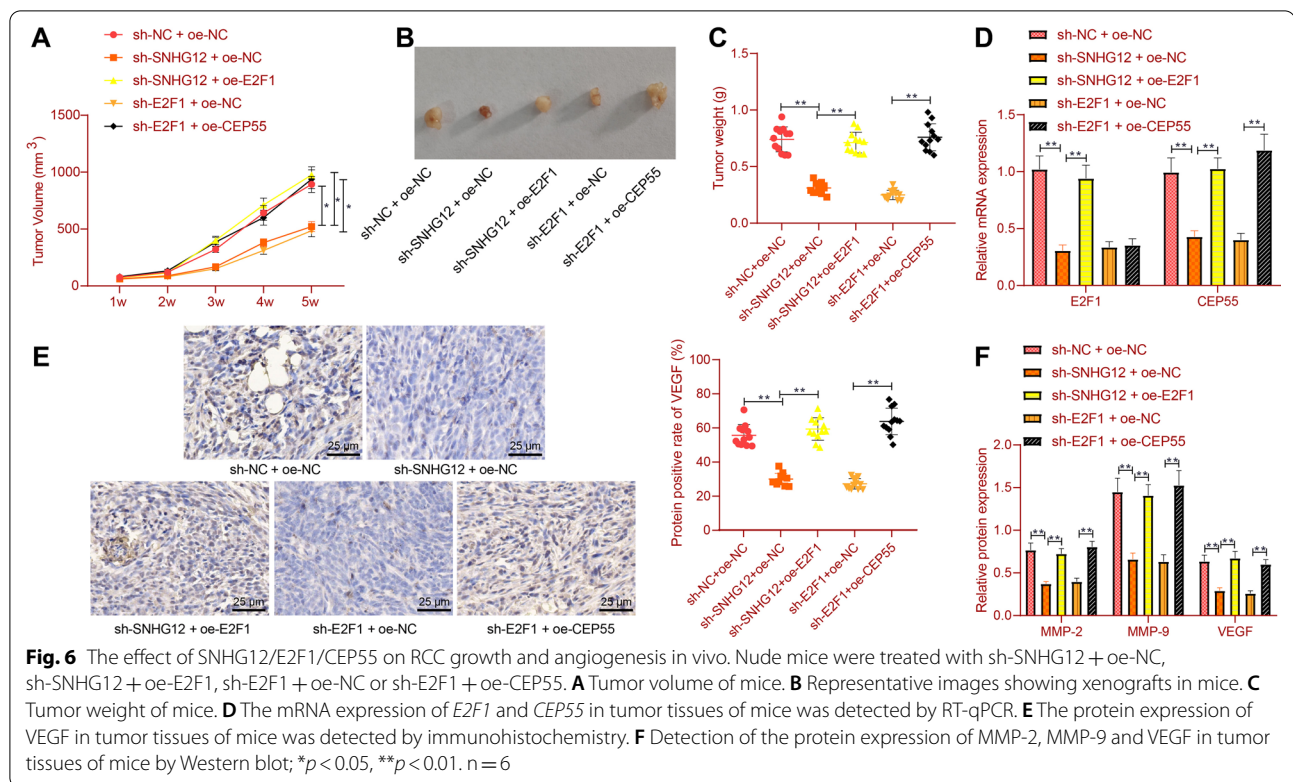 A
sh-NC + oe-NC
sh-SNHG12 + oe-NC
sh-SNHG12 + oe-E2F1
sh-E2F1 + oe-NC
sh-E2F1 + oe-CEP55
Tumor Volume (mm 3)
1500
1000
500
0
1w 2w 3w 4w 5w
* * *
B
sh-NC + oe-NC
sh-SNHG12 + oe-NC
sh-SNHG12 + oe-E2F1
sh-E2F1 + oe-NC
sh-E2F1 + oe-CEP55
C
Tumor weight (g)
1.5
1.0
0.5
0.0
** ** **
sh-NC+oe-NC
sh-SNHG12+oe-NC
sh-SNHG12+oe-E2F1
sh-E2F1+oe-NC
sh-E2F1+oe-CEP55
D
sh-NC + oe-NC
sh-SNHG12 + oe-NC
sh-SNHG12 + oe-E2F1
sh-E2F1 + oe-NC
sh-E2F1 + oe-CEP55
Relative mRNA expression
1.5
1.0
0.5
0.0
** ** ** ** **
E2F1 CEP55
E
25 µm
sh-NC + oe-NC
25 µm
sh-SNHG12 + oe-NC
25 µm
sh-SNHG12 + oe-E2F1
25 µm
sh-E2F1 + oe-NC
25 µm
sh-E2F1 + oe-CEP55
Protein positive rate of VEGF (%)
100
80
60
40
20
0
** ** **
sh-NC+oe-NC
sh-SNHG12+oe-NC
sh-SNHG12+oe-E2F1
sh-E2F1+oe-NC
sh-E2F1+oe-CEP55
F
sh-NC + oe-NC
sh-SNHG12 + oe-NC
sh-SNHG12 + oe-E2F1
sh-E2F1 + oe-NC
sh-E2F1 + oe-CEP55
Relative protein expression
2.0
1.5
1.0
0.5
0.0
** ** ** ** ** ** ** ** **
MMP-2 MMP-9 VEGF
Fig. 6 The effect of SNHG12/E2F1/CEP55 on RCC growth and angiogenesis in vivo. Nude mice were treated with sh-SNHG12 + oe-NC,
sh-SNHG12 + oe-E2F1, sh-E2F1 + oe-NC or sh-E2F1 + oe-CEP55. A Tumor volume of mice. B Representative images showing xenografts in mice. C
Tumor weight of mice. D The mRNA expression of E2F1 and CEP55 in tumor tissues of mice was detected by RT-qPCR. E The protein expression of
VEGF in tumor tissues of mice was detected by immunohistochemistry. F Detection of the protein expression of MMP-2, MMP-9 and VEGF in tumor
tissues of mice by Western blot; *p < 0.05, **p < 0.01. n = 6